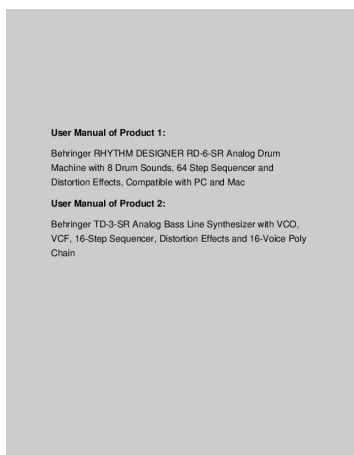 User Manual of Product 1:
Behringer RHYTHM DESIGNER RD-6-SR Analog Drum
Machine with 8 Drum Sounds, 64 Step Sequencer and
Distortion Effects, Compatible with PC and Mac
User Manual of Product 2:
Behringer TD-3-SR Analog Bass Line Synthesizer with VCO,
VCF, 16-Step Sequencer, Distortion Effects and 16-Voice Poly
Chain